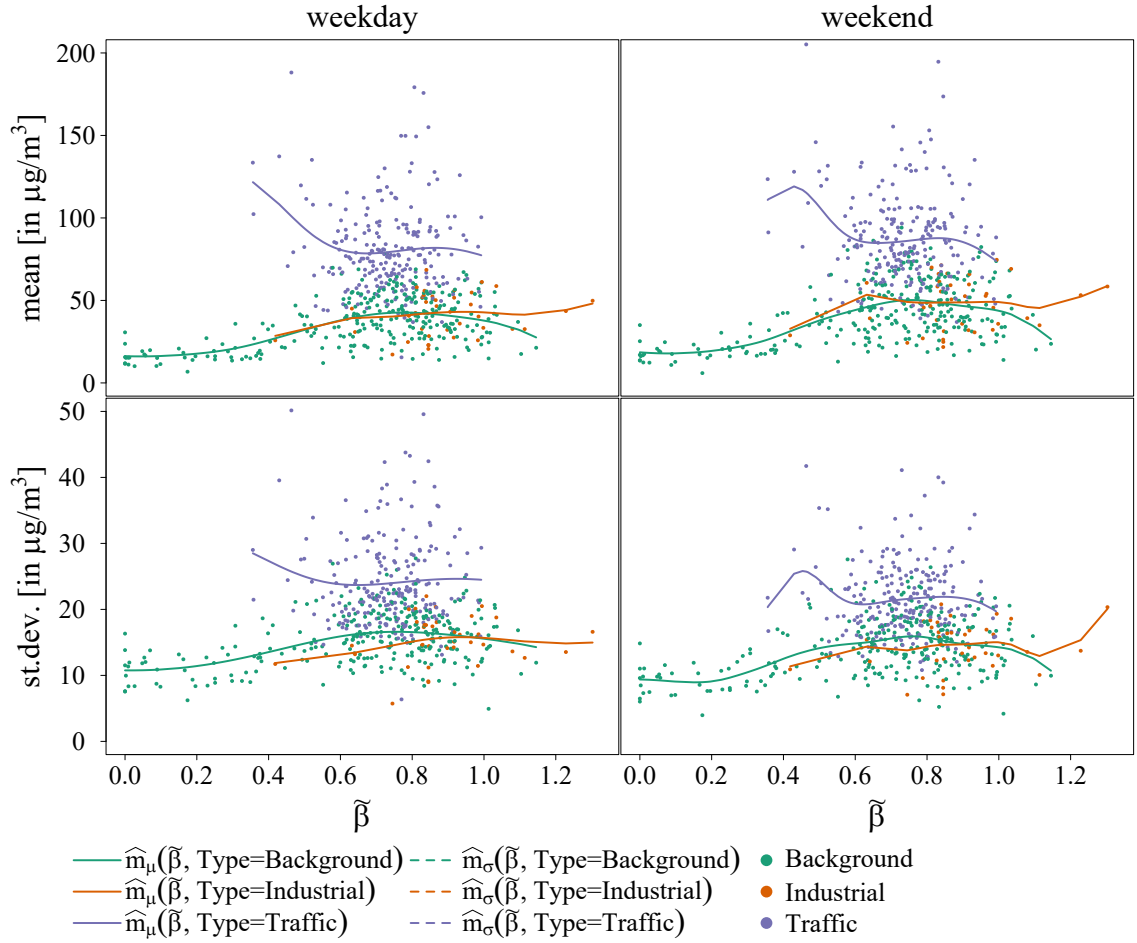 weekday weekend
mean [in μg/m³]
200
150
100
50
0
st.dev. [in μg/m³]
50
40
30
20
10
0
0.0 0.2 0.4 0.6 0.8 1.0 1.2 0.0 0.2 0.4 0.6 0.8 1.0 1.2
β̃ β̃
m̂μ(β̃, Type=Background) m̂σ(β̃, Type=Background) Background
m̂μ(β̃, Type=Industrial) m̂σ(β̃, Type=Industrial) Industrial
m̂μ(β̃, Type=Traffic) m̂σ(β̃, Type=Traffic) Traffic